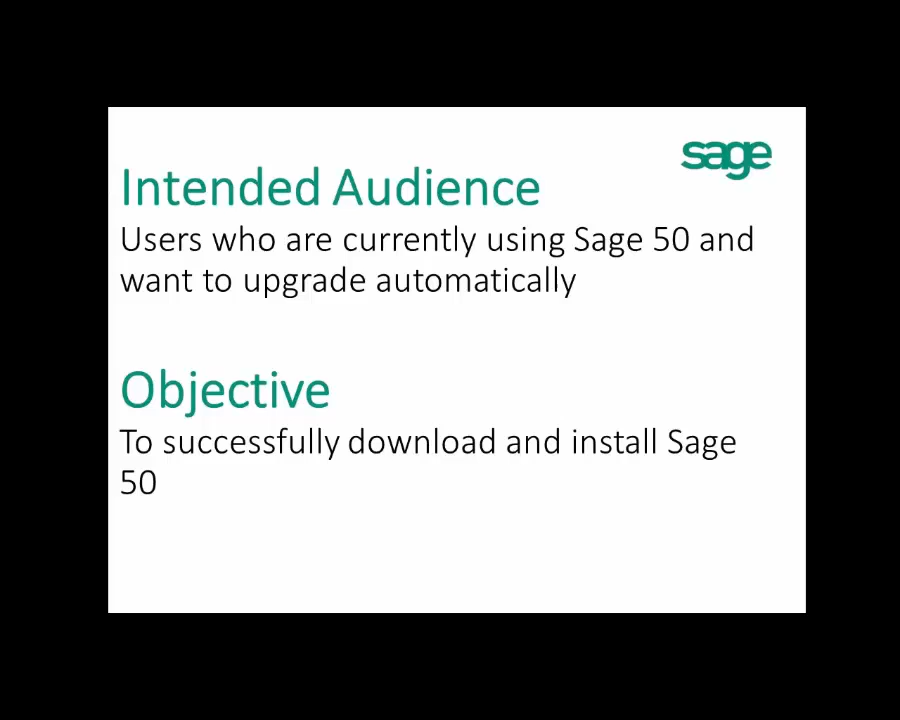 sage
Intended Audience
Users who are currently using Sage 50 and
want to upgrade automatically
Objective
To successfully download and install Sage
50